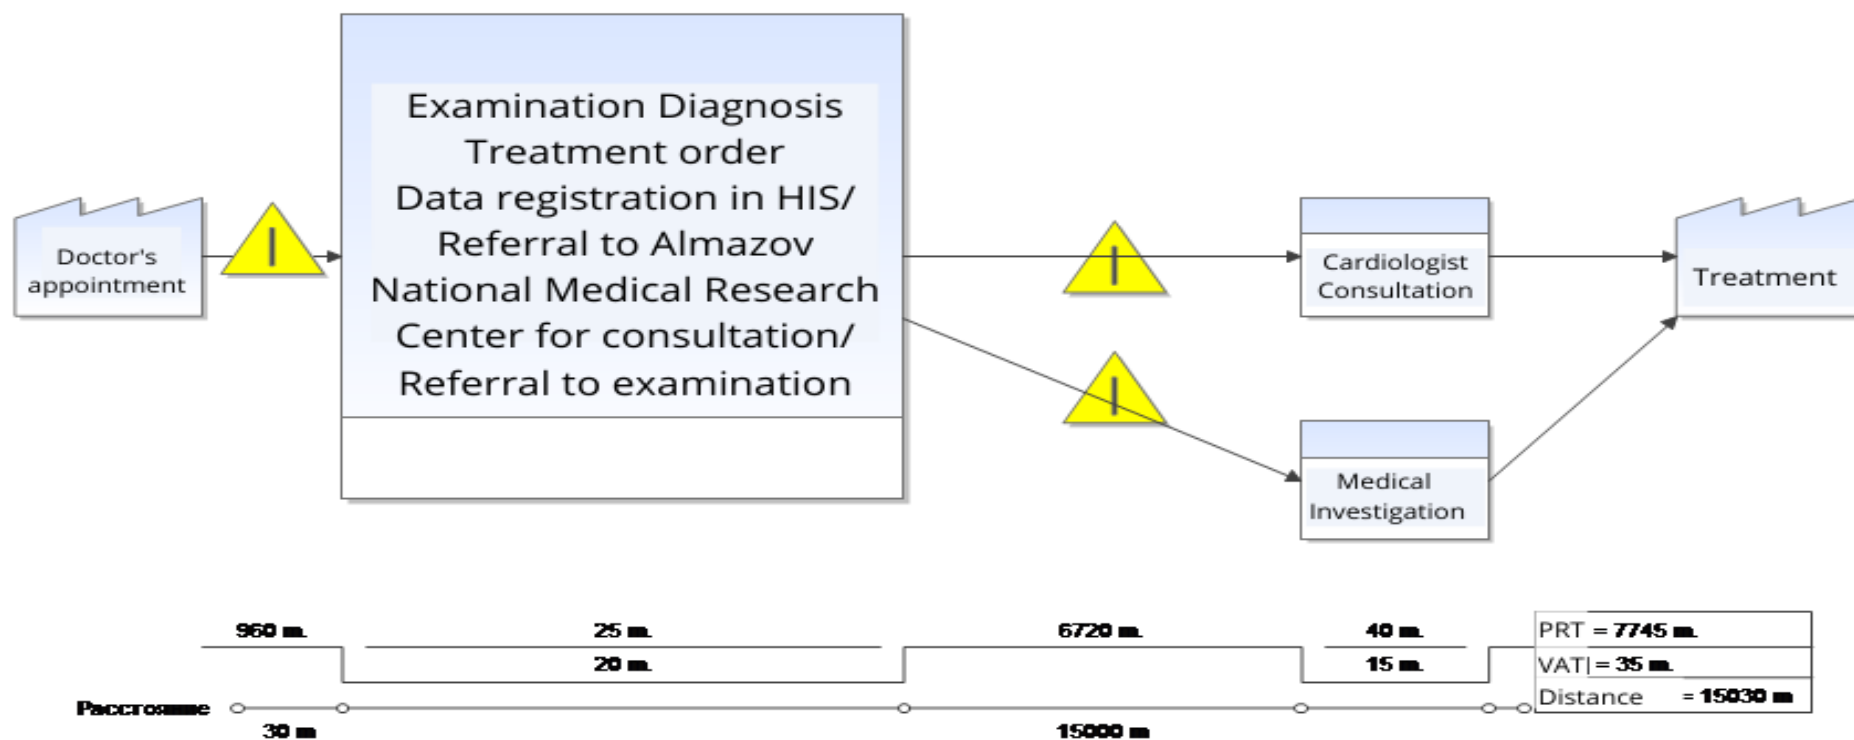 Doctor's
appointment
Examination Diagnosis
Treatment order
Data registration in HIS/
Referral to Almazov
National Medical Research
Center for consultation/
Referral to examination
Cardiologist
Consultation
Treatment
Medical
Investigation
960 m.
25 m.
6720 m.
40 m.
20 m.
15 m.
PRT = 7745 m.
VAT = 35 m.
Distance = 15030 m
Расстояние
30 m
15000 m